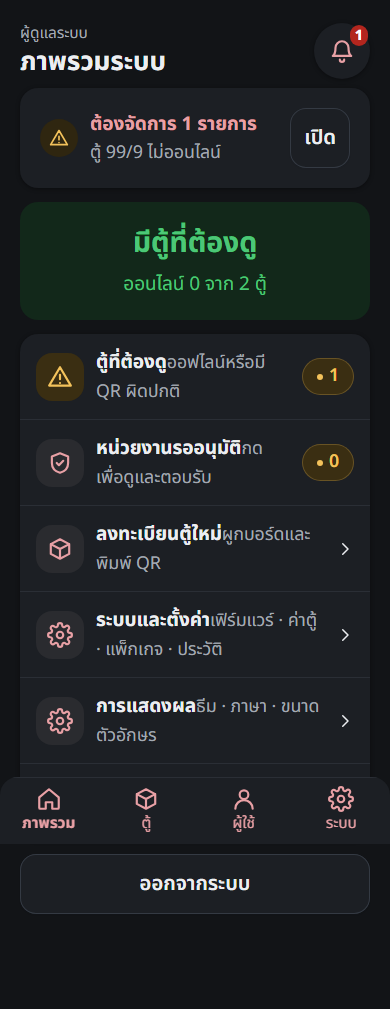 ผู้ดูแลระบบ
ภาพรวมระบบ
1
ต้องจัดการ 1 รายการ
ตู้ 99/9 ไม่ออนไลน์
เปิด
มีตู้ที่ต้องดู
ออนไลน์ 0 จาก 2 ตู้
ตู้ที่ต้องดูออฟไลน์หรือมี
QR ผิดปกติ
• 1
หน่วยงานรออนุมัติกด
เพื่อดูและตอบรับ
• 0
ลงทะเบียนตู้ใหม่ผูกบอร์ดและ
พิมพ์ QR
ระบบและตั้งค่าเฟิร์มแวร์ · ค่าตู้
· แพ็กเกจ · ประวัติ
การแสดงผลธีม · ภาษา · ขนาด
ตัวอักษร
ภาพรวม
ตู้
ผู้ใช้
ระบบ
ออกจากระบบ